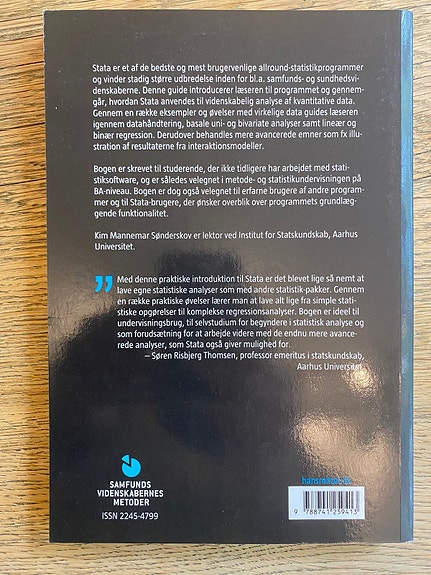 Stata er et af de bedste og mest brugervenlige allround-statistikprogrammer
og vinder stadig større udbredelse inden for bl.a. samfunds- og sundhedsvi-
denskaberne. Denne guide introducerer læseren til programmet og gennem-
går, hvordan Stata anvendes til videnskabelig analyse af kvantitative data.
Gennem en række eksempler og øvelser med virkelige data guides læseren
igennem datahåndtering, basale uni- og bivariate analyser samt lineær og
binær regression. Derudover behandles mere avancerede emner som fx illu-
stration af resultaterne fra interaktionsmodeller.
Bogen er skrevet til studerende, der ikke tidligere har arbejdet med stati-
stiksoftware, og er således velegnet i metode- og statistikundervisningen på
BA-niveau. Bogen er dog også velegnet til erfarne brugere af andre program-
mer og til Stata-brugere, der ønsker overblik over programmets grundlæg-
gende funktionalitet.
Kim Mannemar Sønderskov er lektor ved Institut for Statskundskab, Aarhus
Universitet.
” Med denne praktiske introduktion til Stata er det blevet lige så nemt at
lave egne statistiske analyser som med andre statistik-pakker. Gennem
en række praktiske øvelser lærer man at lave alt lige fra simple stati-
stiske opgørelser til komplekse regressionsanalyser. Bogen er ideel til
undervisningsbrug, til selvstudium for begyndere i statistisk analyse og
som forudsætning for at arbejde videre med de endnu mere avance-
rede analyser, som Stata også giver mulighed for.
– Søren Risbjerg Thomsen, professor emeritus i statskundskab,
Aarhus Universitet.
SAMFUNDS
VIDENSKABERNES
METODER
ISSN 2245-4799
hansreitzel.dk
9 788741 259413